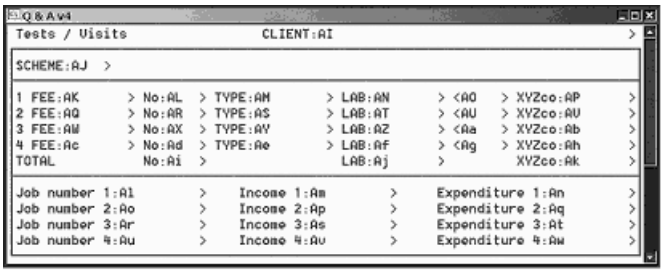 Q & A v4
Tests / Visits CLIENT:AI >
SCHEME:AJ >
1 FEE:AK > No:AL > TYPE:AM > LAB:AN > <AO > XYZco:AP >
2 FEE:AQ > No:AR > TYPE:AS > LAB:AT > <AU > XYZco:AV >
3 FEE:AW > No:AX > TYPE:AY > LAB:AZ > <Aa > XYZco:Ab >
4 FEE:Ac > No:Ad > TYPE:Ae > LAB:Af > <Ag > XYZco:Ah >
TOTAL No:Ai > LAB:Aj > XYZco:Ak >
Job number 1:Al > Income 1:Am > Expenditure 1:An >
Job number 2:Ao > Income 2:Ap > Expenditure 2:Aq >
Job number 3:Ar > Income 3:As > Expenditure 3:At >
Job number 4:Au > Income 4:Av > Expenditure 4:Aw >